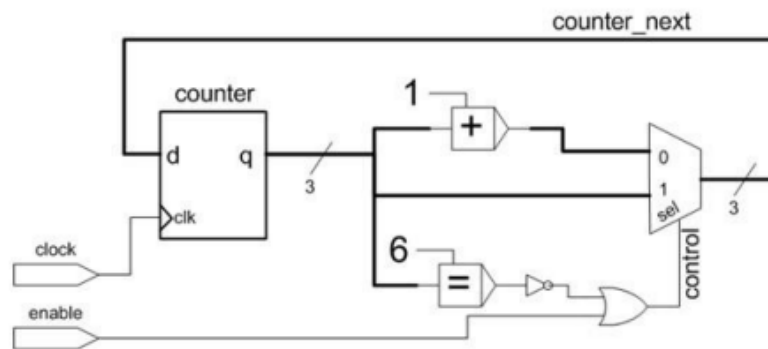 counter_next
counter
1
+
d
q
0
3
1
3
sel
clk
control
clock
6
=
enable